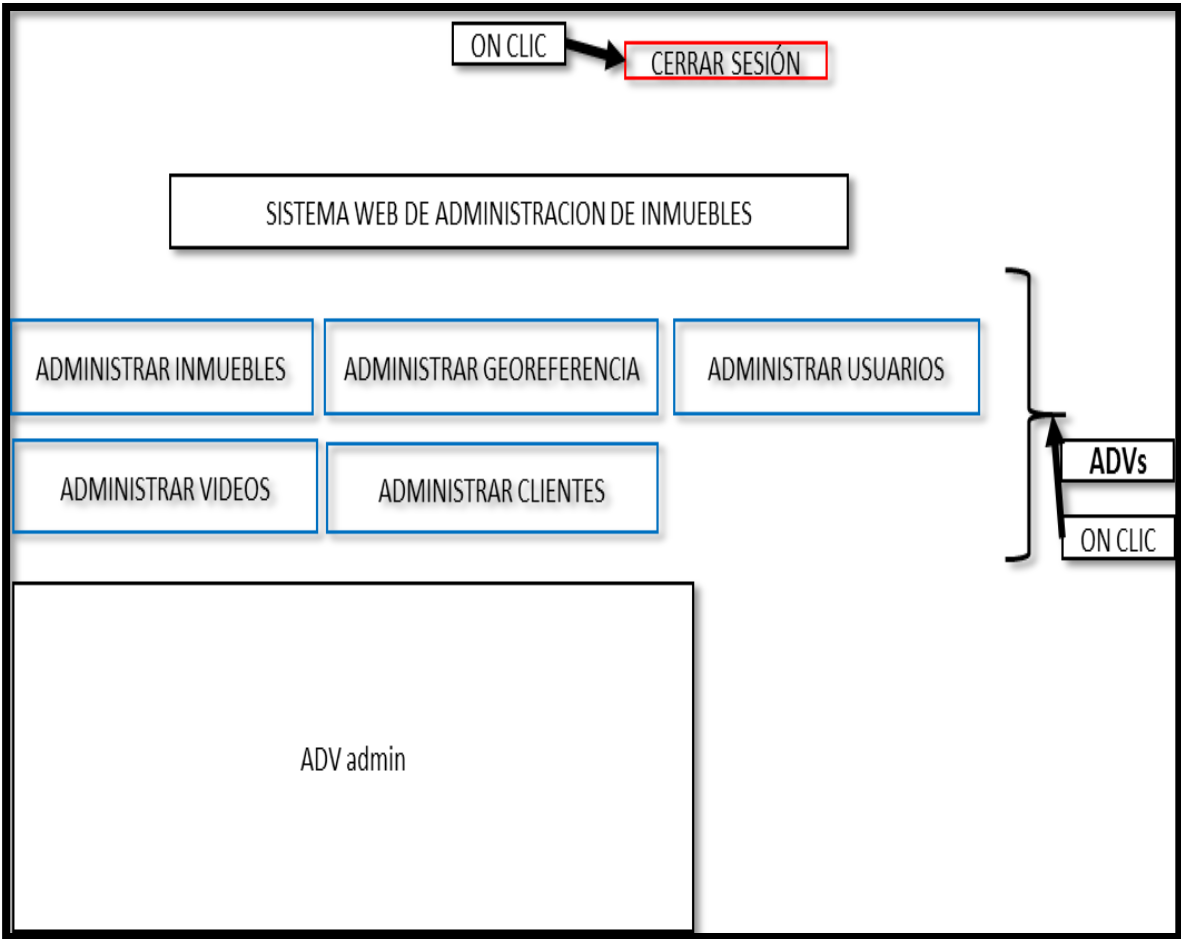 ON CLIC
CERRAR SESIÓN
SISTEMA WEB DE ADMINISTRACION DE INMUEBLES
ADMINISTRAR INMUEBLES
ADMINISTRAR GEOREFERENCIA
ADMINISTRAR USUARIOS
ADMINISTRAR VIDEOS
ADMINISTRAR CLIENTES
ADVs
ON CLIC
ADV admin